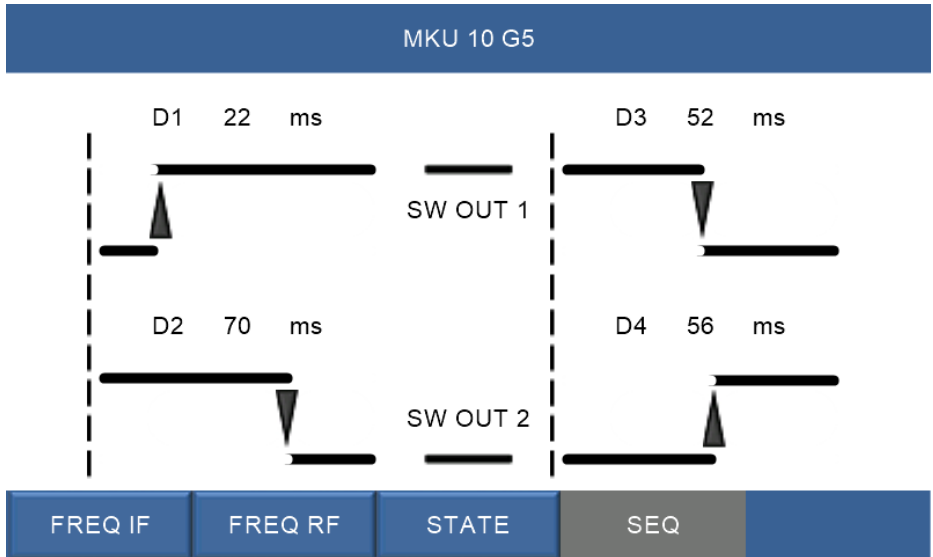 MKU 10 G5
D1 22 ms
D3 52 ms
SW OUT 1
D2 70 ms
D4 56 ms
SW OUT 2
FREQ IF
FREQ RF
STATE
SEQ